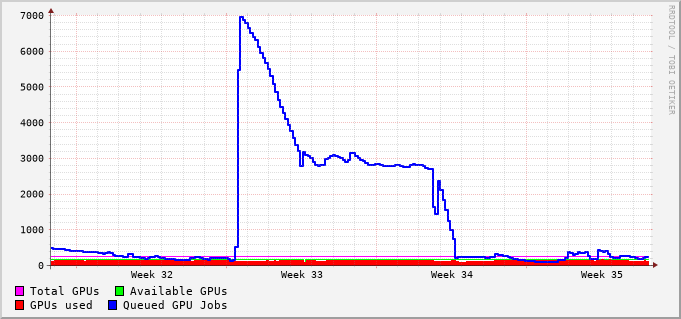 7000
6000
5000
4000
3000
2000
1000
0
Week 32 Week 33 Week 34 Week 35
Total GPUs Available GPUs
GPUs used Queued GPU Jobs
RRDTOOL / TOBI OETIKER